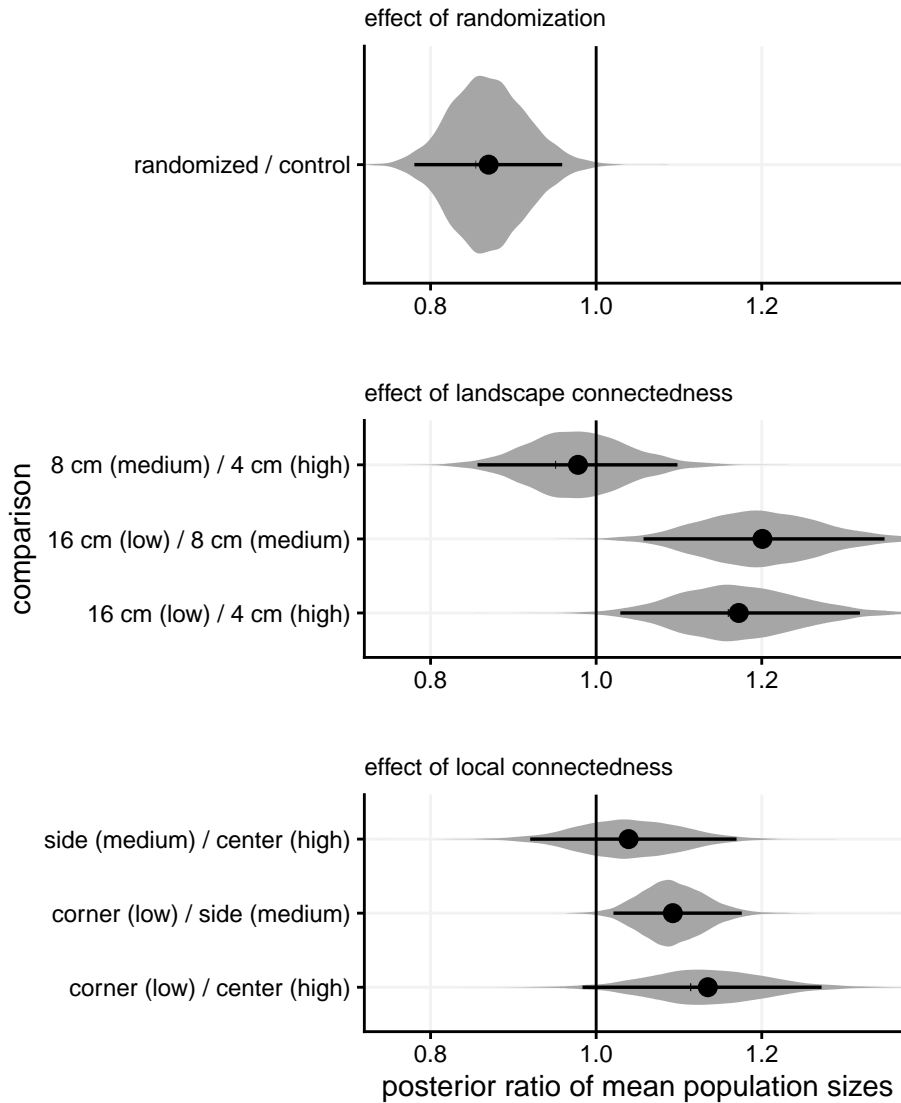 effect of randomization
randomized / control
0.8 1.0 1.2
effect of landscape connectedness
8 cm (medium) / 4 cm (high)
16 cm (low) / 8 cm (medium)
16 cm (low) / 4 cm (high)
0.8 1.0 1.2
comparison
effect of local connectedness
side (medium) / center (high)
corner (low) / side (medium)
corner (low) / center (high)
0.8 1.0 1.2
posterior ratio of mean population sizes